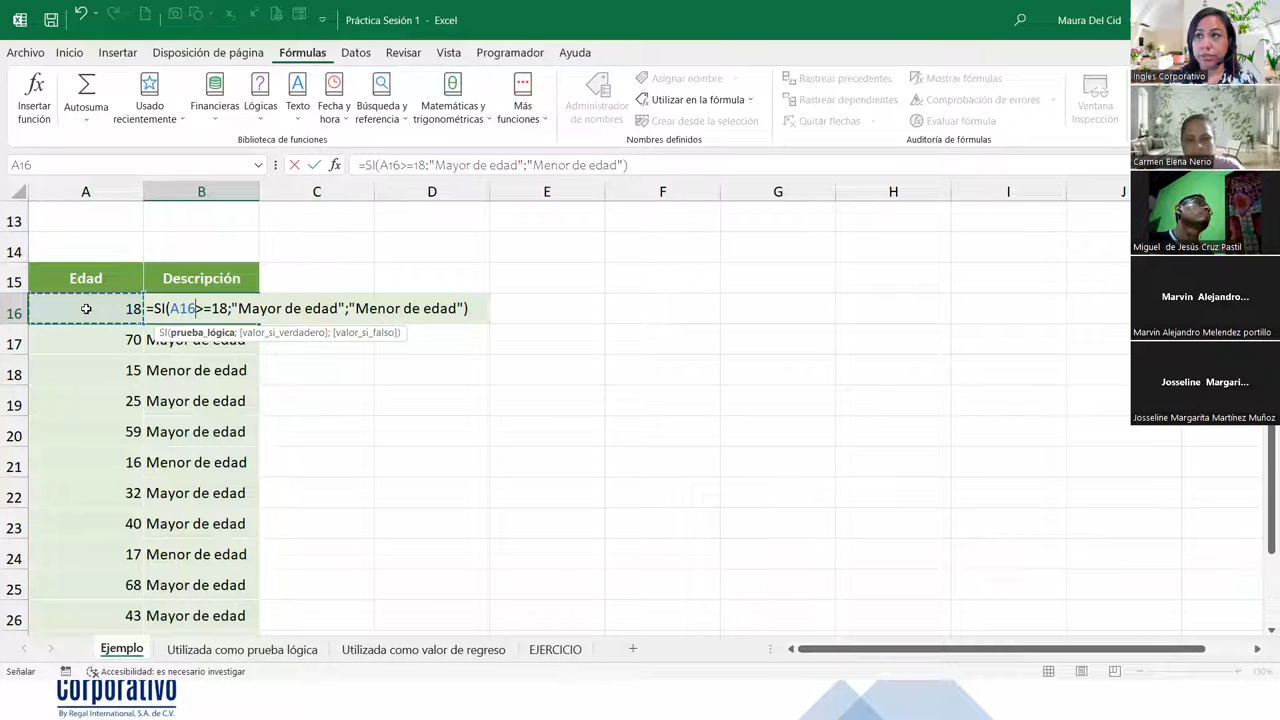 Práctica Sesión 1 - Excel
Maura Del Cid
Archivo Inicio Insertar Disposición de página Fórmulas Datos Revisar Vista Programador Ayuda
Insertar función
Autosuma
Usado recientemente
Financieras
Lógicas
Texto
Fecha y hora
Búsqueda y referencia
Matemáticas y trigonométricas
Más funciones
Biblioteca de funciones
Administrador de nombres
Asignar nombre
Utilizar en la fórmula
Crear desde la selección
Nombres definidos
Rastrear precedentes
Rastrear dependientes
Quitar flechas
Mostrar fórmulas
Comprobación de errores
Evaluar fórmula
Auditoría de fórmulas
Ventana Inspección
A16 fx =SI(A16>=18;"Mayor de edad";"Menor de edad")
A B C D E F G H I J
13
14
15 Edad Descripción
16 18 =SI(A16>=18;"Mayor de edad";"Menor de edad")
SI(prueba_lógica; [valor_si_verdadero]; [valor_si_falso])
17 70 Mayor de edad
18 15 Menor de edad
19 25 Mayor de edad
20 59 Mayor de edad
21 16 Menor de edad
22 32 Mayor de edad
23 40 Mayor de edad
24 17 Menor de edad
25 68 Mayor de edad
26 43 Mayor de edad
Ejemplo Utilizada como prueba lógica Utilizada como valor de regreso EJERCICIO
Señalar Accesibilidad: es necesario investigar 130%
Ingles Corporativo
Carmen Elena Nerio
Miguel de Jesús Cruz Pastil
Marvin Alejandro...
Marvin Alejandro Melendez portillo
Josseline Margari...
Josseline Margarita Martínez Muñoz
Corporativo
By Regal International, S.A. de C.V.